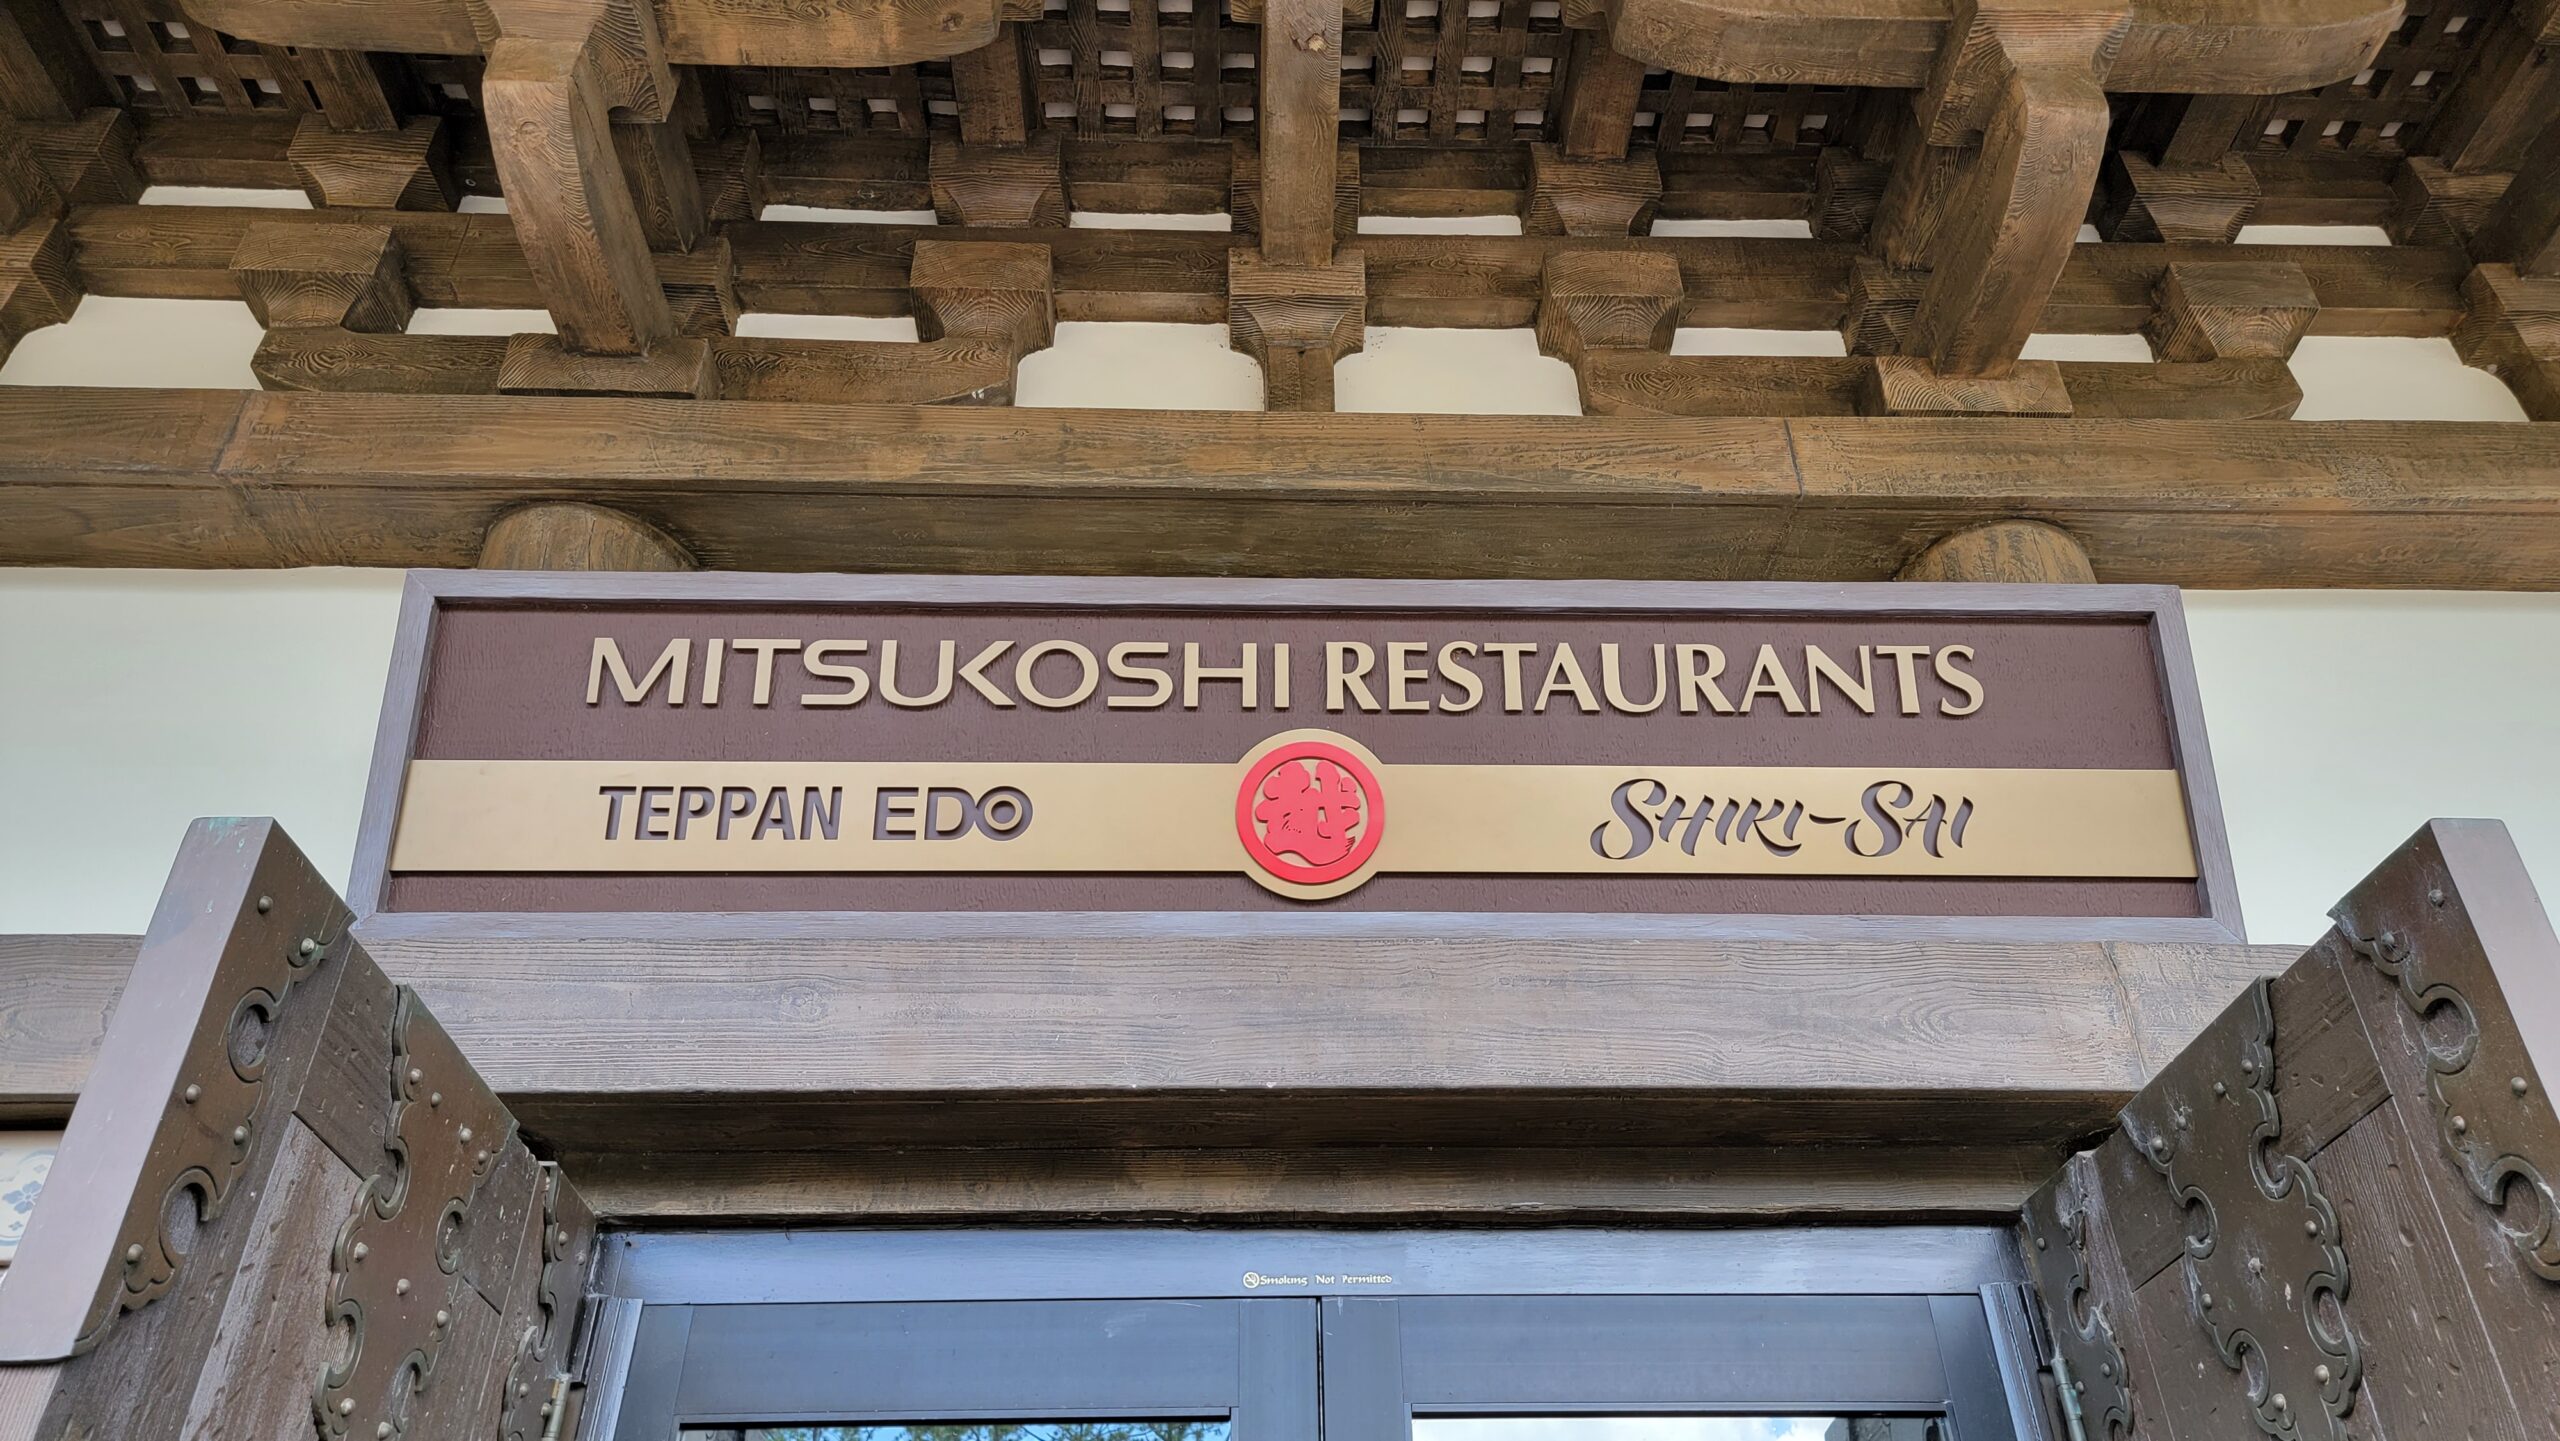 MITSUKOSHI RESTAURANTS
TEPPAN EDO 越 SHIKI-SAI
Smoking Not Permitted